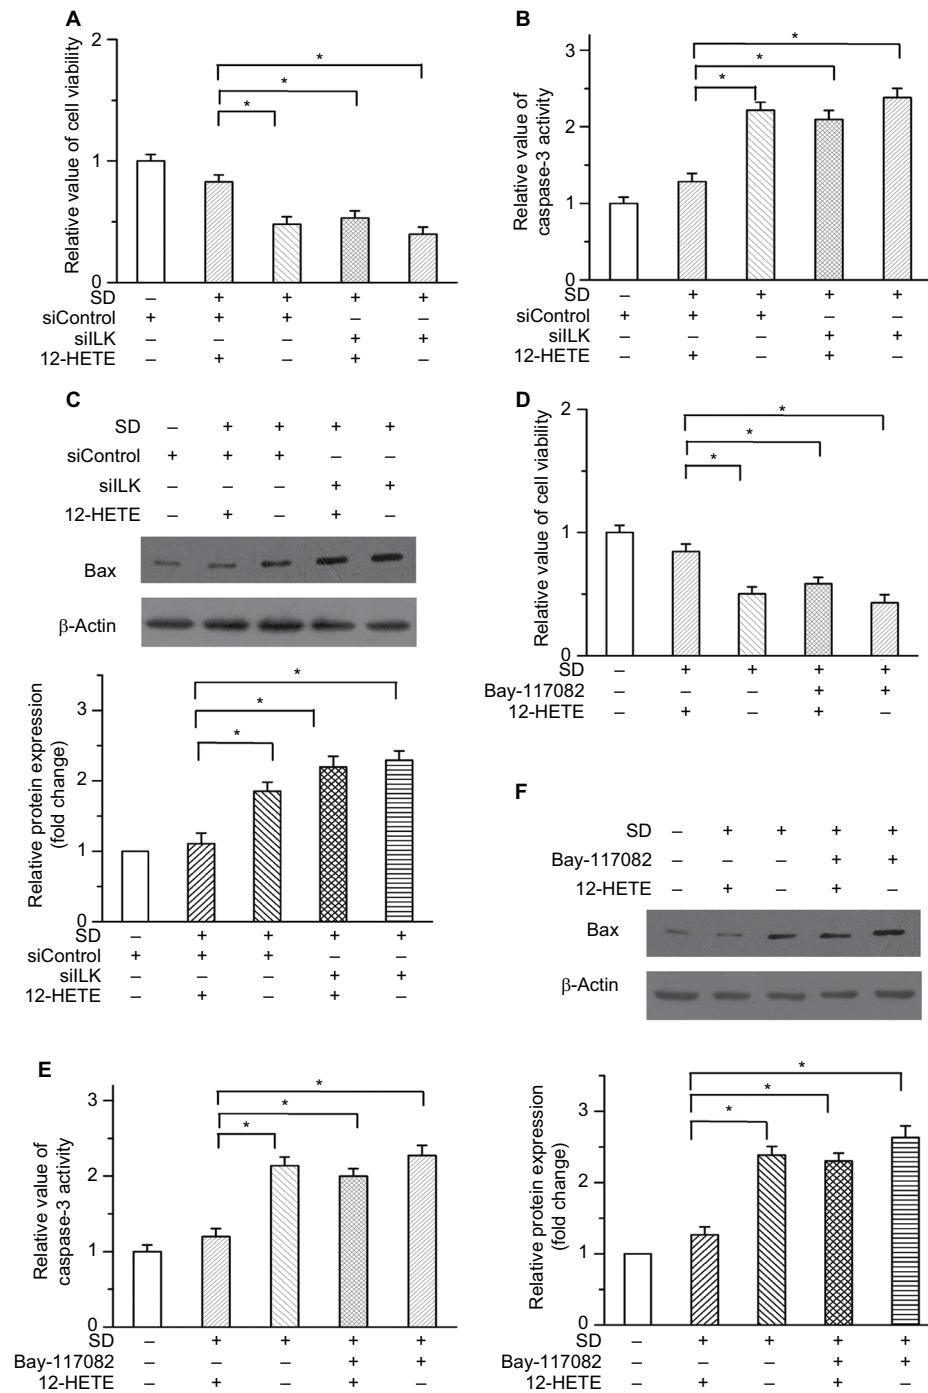 A
Relative value of cell viability
2
*
*
*
1
0
SD – + + + +
siControl + + + – –
siILK – – – + +
12-HETE – + – + –
B
Relative value of
caspase-3 activity
3
*
*
*
2
1
0
SD – + + + +
siControl + + + – –
siILK – – – + +
12-HETE – + – + –
C
SD – + + + +
siControl + + + – –
siILK – – – + +
12-HETE – + – + –
Bax
β-Actin
Relative protein expression
(fold change)
3
*
*
*
2
1
0
SD – + + + +
siControl + + + – –
siILK – – – + +
12-HETE – + – + –
D
Relative value of cell viability
2
*
*
*
1
0
SD – + + + +
Bay-117082 – – – + +
12-HETE – + – + –
E
Relative value of
caspase-3 activity
3
*
*
*
2
1
0
SD – + + + +
Bay-117082 – – – + +
12-HETE – + – + –
F
SD – + + + +
Bay-117082 – – – + +
12-HETE – + – + –
Bax
β-Actin
Relative protein expression
(fold change)
3
*
*
*
2
1
0
SD – + + + +
Bay-117082 – – – + +
12-HETE – + – + –